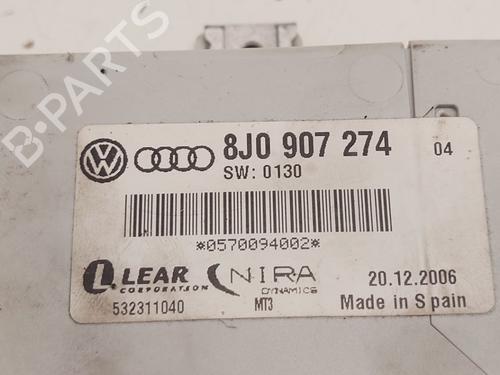 B-PARTS
8J0 907 274 04
SW: 0130
*0570094002*
LEAR NIRA 20.12.2006
CORPORATION DYNAMICS
532311040 MT3 Made in Spain